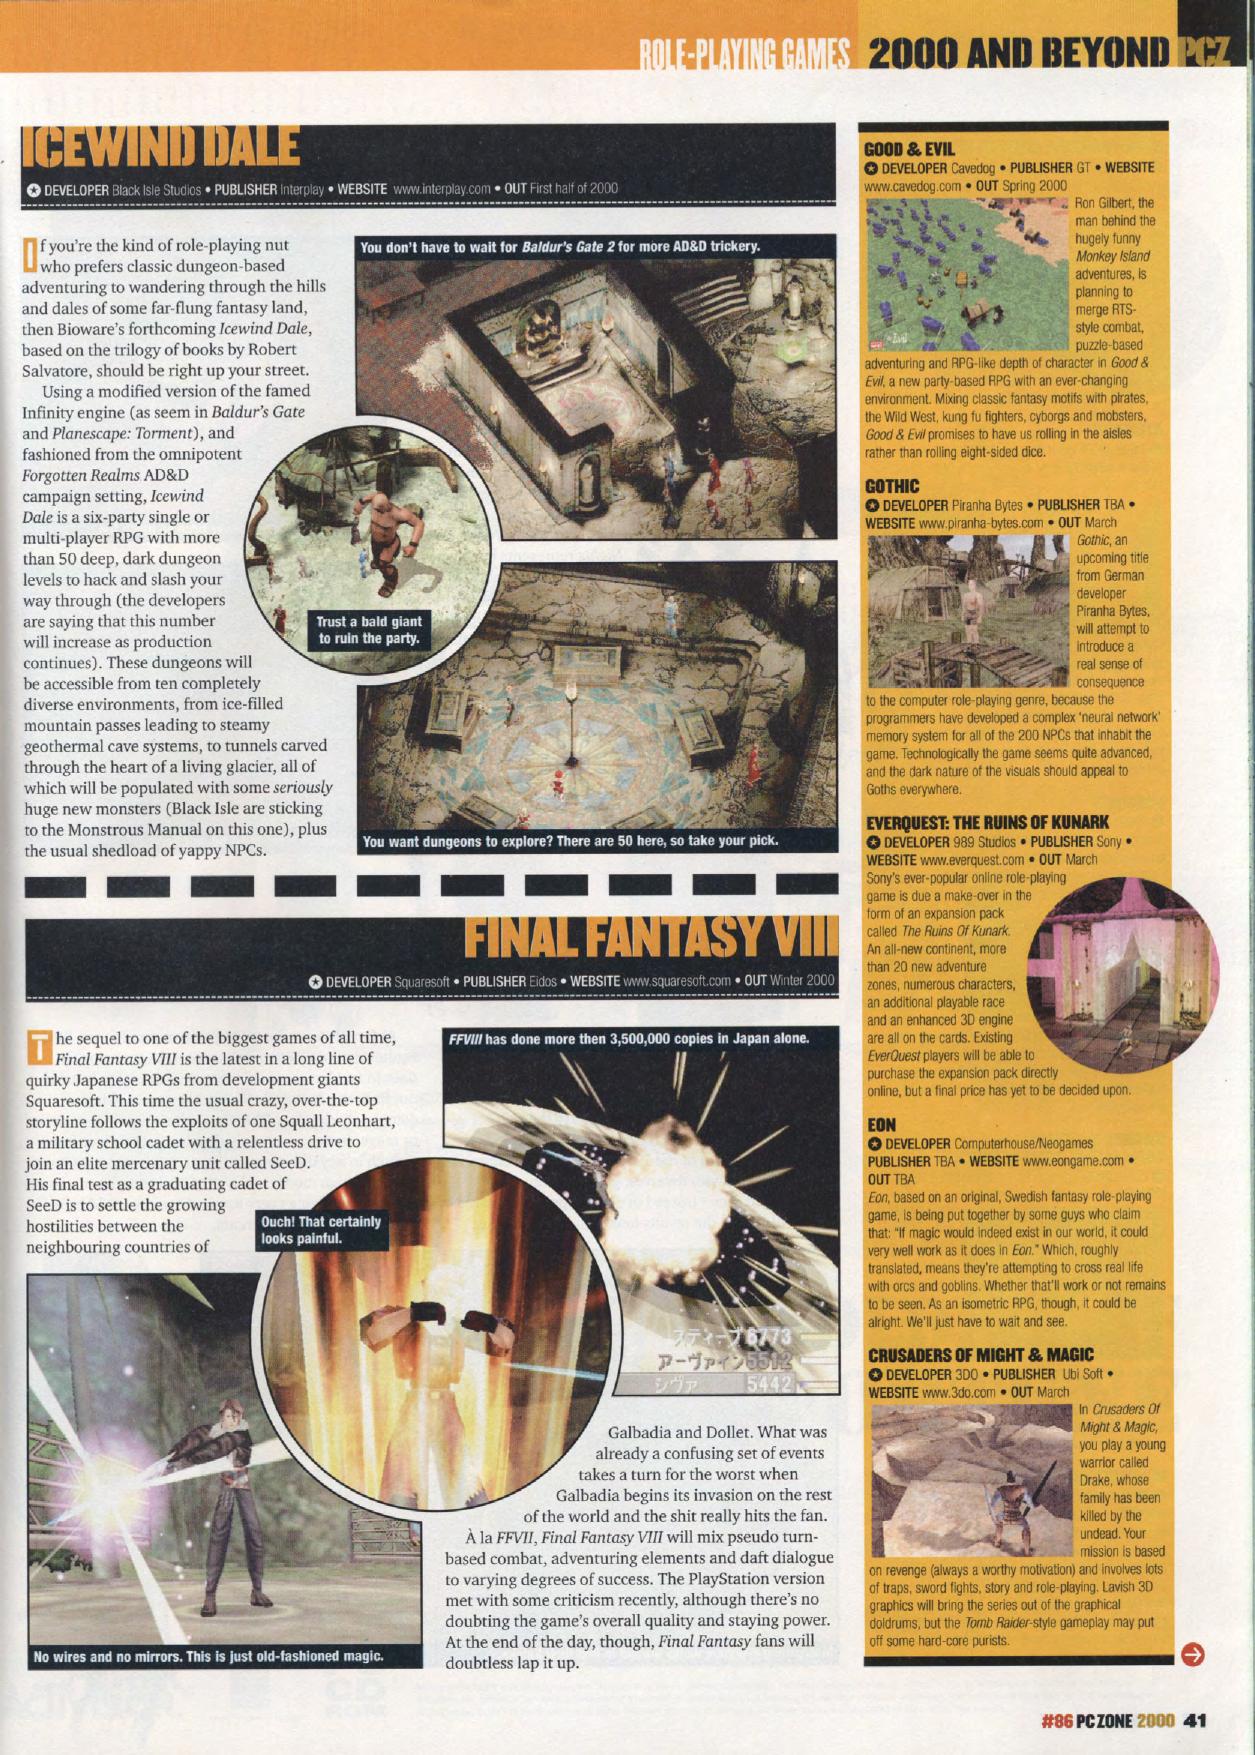 ROLE-PLAYING GAMES 2000 AND BEYOND PCZ
ICEWIND DALE
DEVELOPER Black Isle Studios • PUBLISHER Interplay • WEBSITE www.interplay.com • OUT First half of 2000
If you're the kind of role-playing nut
who prefers classic dungeon-based
adventuring to wandering through the hills
and dales of some far-flung fantasy land,
then Bioware's forthcoming Icewind Dale,
based on the trilogy of books by Robert
Salvatore, should be right up your street.
Using a modified version of the famed
Infinity engine (as seem in Baldur's Gate
and Planescape: Torment), and
fashioned from the omnipotent
Forgotten Realms AD&D
campaign setting, Icewind
Dale is a six-party single or
multi-player RPG with more
than 50 deep, dark dungeon
levels to hack and slash your
way through (the developers
are saying that this number
will increase as production
continues). These dungeons will
be accessible from ten completely
diverse environments, from ice-filled
mountain passes leading to steamy
geothermal cave systems, to tunnels carved
through the heart of a living glacier, all of
which will be populated with some seriously
huge new monsters (Black Isle are sticking
to the Monstrous Manual on this one), plus
the usual shedload of yappy NPCs.
You don't have to wait for Baldur's Gate 2 for more AD&D trickery.
Trust a bald giant
to ruin the party.
You want dungeons to explore? There are 50 here, so take your pick.
FINAL FANTASY VIII
DEVELOPER Squaresoft • PUBLISHER Eidos • WEBSITE www.squaresoft.com • OUT Winter 2000
The sequel to one of the biggest games of all time,
Final Fantasy VIII is the latest in a long line of
quirky Japanese RPGs from development giants
Squaresoft. This time the usual crazy, over-the-top
storyline follows the exploits of one Squall Leonhart,
a military school cadet with a relentless drive to
join an elite mercenary unit called SeeD.
His final test as a graduating cadet of
SeeD is to settle the growing
hostilities between the
neighbouring countries of
FFVIII has done more then 3,500,000 copies in Japan alone.
Ouch! That certainly
looks painful.
スティーブ6773
アーヴァイン5512
シヴァ 5442
No wires and no mirrors. This is just old-fashioned magic.
Galbadia and Dollet. What was
already a confusing set of events
takes a turn for the worst when
Galbadia begins its invasion on the rest
of the world and the shit really hits the fan.
À la FFVII, Final Fantasy VIII will mix pseudo turn-
based combat, adventuring elements and daft dialogue
to varying degrees of success. The PlayStation version
met with some criticism recently, although there's no
doubting the game's overall quality and staying power.
At the end of the day, though, Final Fantasy fans will
doubtless lap it up.
GOOD & EVIL
DEVELOPER Cavedog • PUBLISHER GT • WEBSITE
www.cavedog.com • OUT Spring 2000
Ron Gilbert, the
man behind the
hugely funny
Monkey Island
adventures, is
planning to
merge RTS-
style combat,
puzzle-based
adventuring and RPG-like depth of character in Good &
Evil, a new party-based RPG with an ever-changing
environment. Mixing classic fantasy motifs with pirates,
the Wild West, kung fu fighters, cyborgs and mobsters,
Good & Evil promises to have us rolling in the aisles
rather than rolling eight-sided dice.
GOTHIC
DEVELOPER Piranha Bytes • PUBLISHER TBA •
WEBSITE www.piranha-bytes.com • OUT March
Gothic, an
upcoming title
from German
developer
Piranha Bytes,
will attempt to
introduce a
real sense of
consequence
to the computer role-playing genre, because the
programmers have developed a complex 'neural network'
memory system for all of the 200 NPCs that inhabit the
game. Technologically the game seems quite advanced,
and the dark nature of the visuals should appeal to
Goths everywhere.
EVERQUEST: THE RUINS OF KUNARK
DEVELOPER 989 Studios • PUBLISHER Sony •
WEBSITE www.everquest.com • OUT March
Sony's ever-popular online role-playing
game is due a make-over in the
form of an expansion pack
called The Ruins Of Kunark.
An all-new continent, more
than 20 new adventure
zones, numerous characters,
an additional playable race
and an enhanced 3D engine
are all on the cards. Existing
EverQuest players will be able to
purchase the expansion pack directly
online, but a final price has yet to be decided upon.
EON
DEVELOPER Computerhouse/Neogames
PUBLISHER TBA • WEBSITE www.eongame.com •
OUT TBA
Eon, based on an original, Swedish fantasy role-playing
game, is being put together by some guys who claim
that: "If magic would indeed exist in our world, it could
very well work as it does in Eon." Which, roughly
translated, means they're attempting to cross real life
with orcs and goblins. Whether that'll work or not remains
to be seen. As an isometric RPG, though, it could be
alright. We'll just have to wait and see.
CRUSADERS OF MIGHT & MAGIC
DEVELOPER 3DO • PUBLISHER Ubi Soft •
WEBSITE www.3do.com • OUT March
In Crusaders Of
Might & Magic,
you play a young
warrior called
Drake, whose
family has been
killed by the
undead. Your
mission is based
on revenge (always a worthy motivation) and involves lots
of traps, sword fights, story and role-playing. Lavish 3D
graphics will bring the series out of the graphical
doldrums, but the Tomb Raider-style gameplay may put
off some hard-core purists.
#86 PC ZONE 2000 41